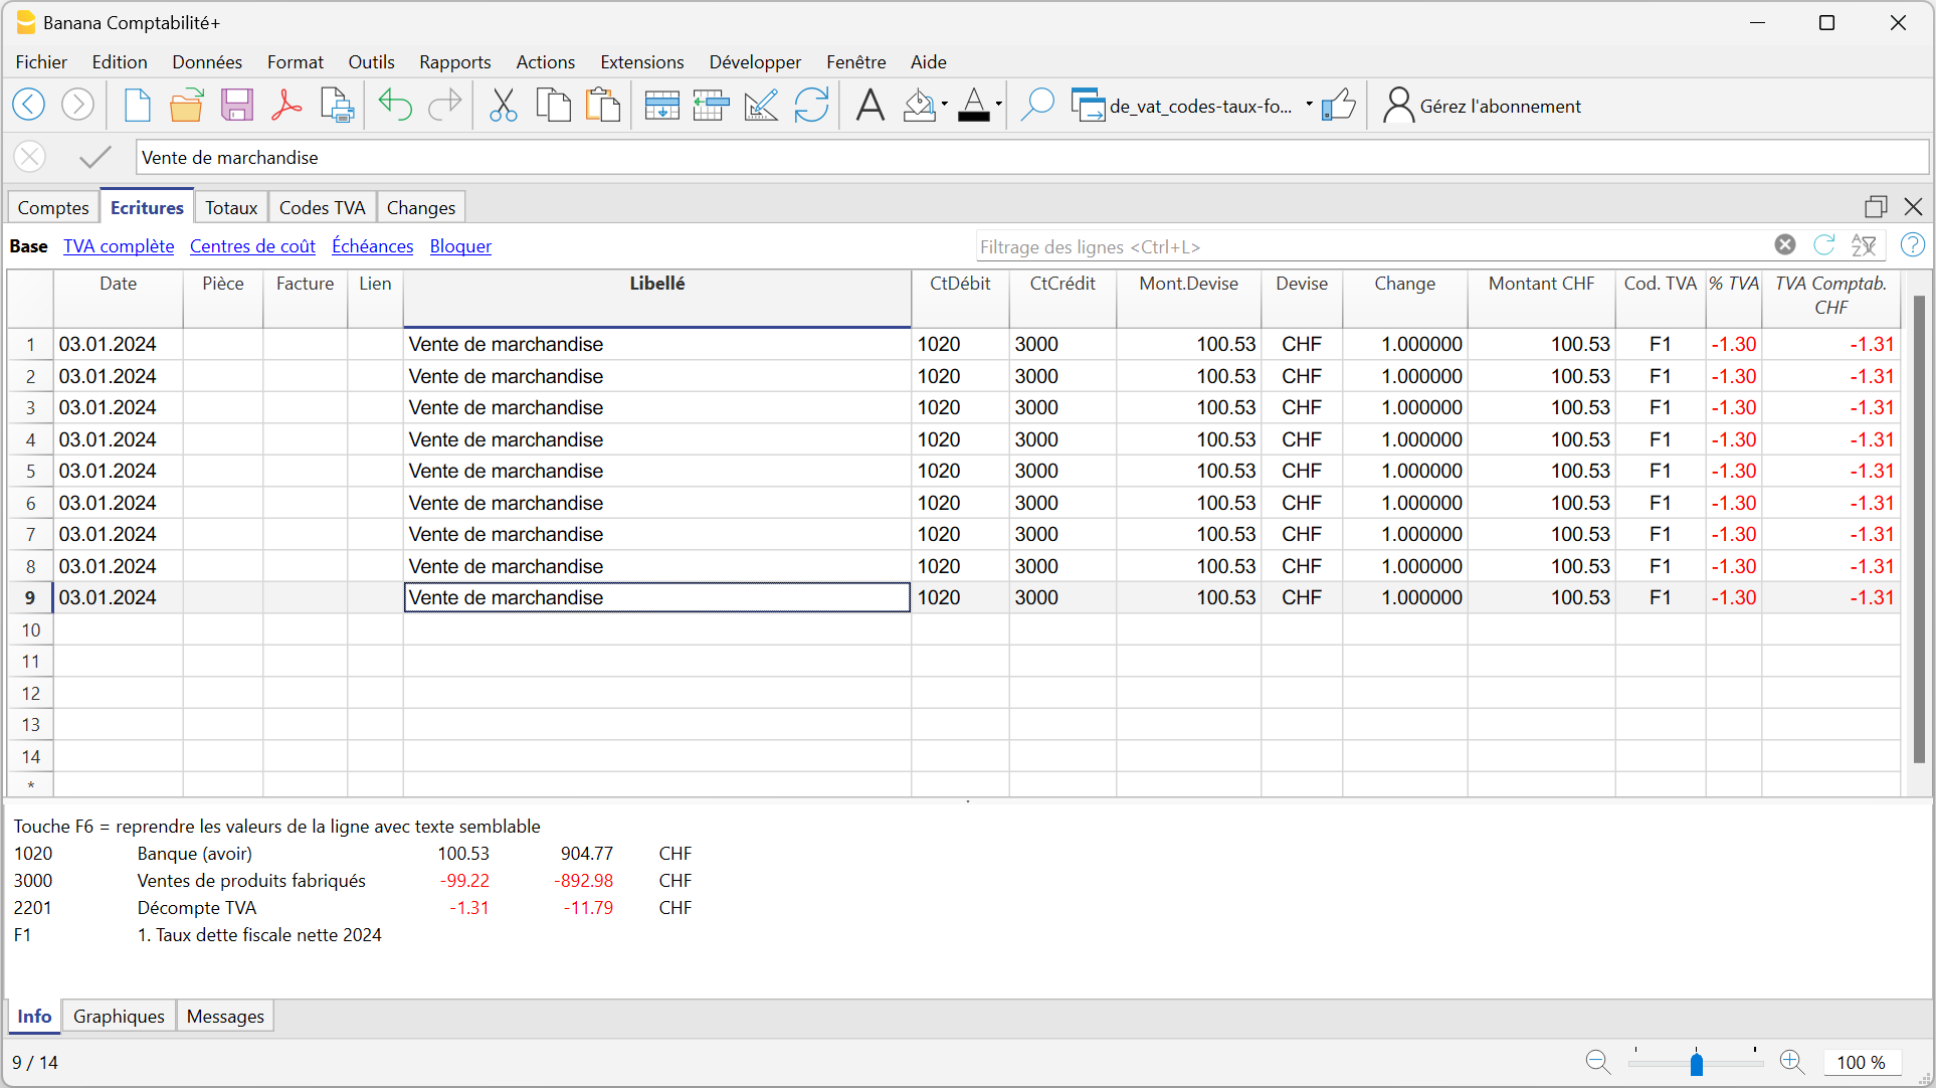 Banana Comptabilité+
Fichier Edition Données Format Outils Rapports Actions Extensions Développer Fenêtre Aide
de_vat_codes-taux-fo... Gérez l'abonnement
Vente de marchandise
Comptes Ecritures Totaux Codes TVA Changes
Base TVA complète Centres de coût Échéances Bloquer Filtrage des lignes <Ctrl+L>
Date Pièce Facture Lien Libellé CtDébit CtCrédit Mont.Devise Devise Change Montant CHF Cod. TVA % TVA TVA Comptab.
CHF
1 03.01.2024 Vente de marchandise 1020 3000 100.53 CHF 1.000000 100.53 F1 -1.30 -1.31
2 03.01.2024 Vente de marchandise 1020 3000 100.53 CHF 1.000000 100.53 F1 -1.30 -1.31
3 03.01.2024 Vente de marchandise 1020 3000 100.53 CHF 1.000000 100.53 F1 -1.30 -1.31
4 03.01.2024 Vente de marchandise 1020 3000 100.53 CHF 1.000000 100.53 F1 -1.30 -1.31
5 03.01.2024 Vente de marchandise 1020 3000 100.53 CHF 1.000000 100.53 F1 -1.30 -1.31
6 03.01.2024 Vente de marchandise 1020 3000 100.53 CHF 1.000000 100.53 F1 -1.30 -1.31
7 03.01.2024 Vente de marchandise 1020 3000 100.53 CHF 1.000000 100.53 F1 -1.30 -1.31
8 03.01.2024 Vente de marchandise 1020 3000 100.53 CHF 1.000000 100.53 F1 -1.30 -1.31
9 03.01.2024 Vente de marchandise 1020 3000 100.53 CHF 1.000000 100.53 F1 -1.30 -1.31
10
11
12
13
14
*
Touche F6 = reprendre les valeurs de la ligne avec texte semblable
1020 Banque (avoir) 100.53 904.77 CHF
3000 Ventes de produits fabriqués -99.22 -892.98 CHF
2201 Décompte TVA -1.31 -11.79 CHF
F1 1. Taux dette fiscale nette 2024
Info Graphiques Messages
9 / 14 100 %